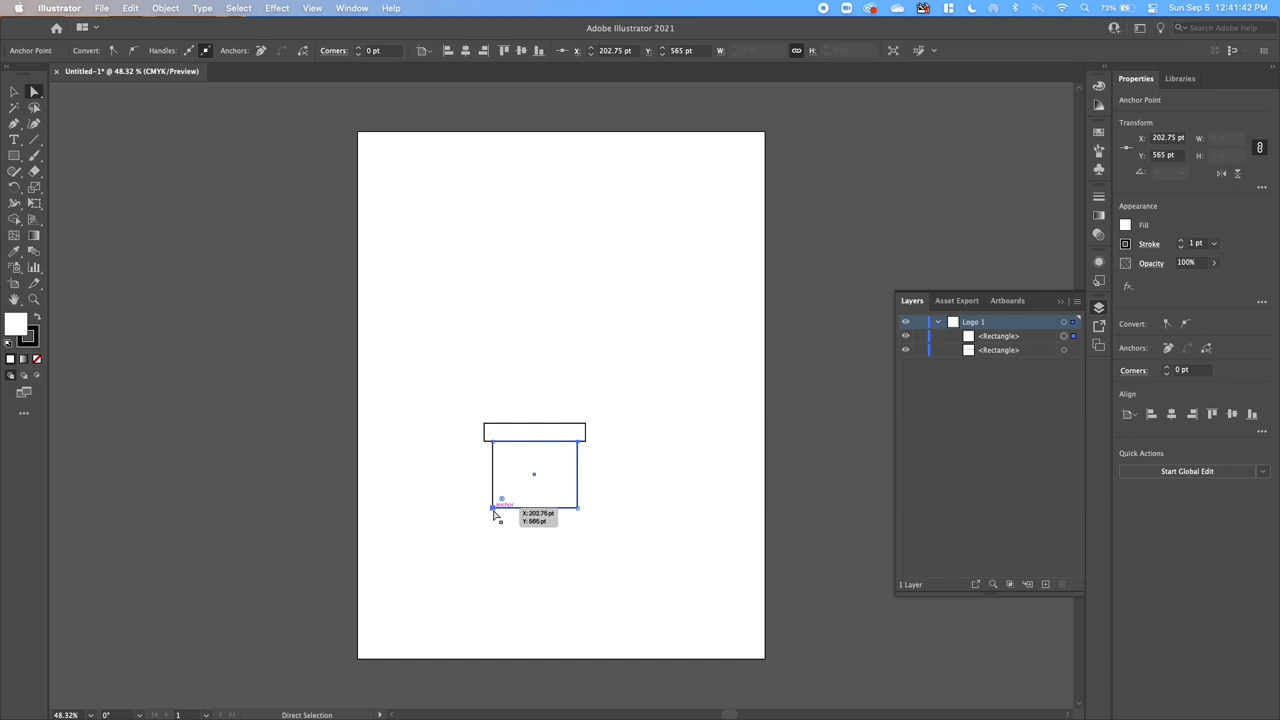 Illustrator File Edit Object Type Select Effect View Window Help 73% Sun Sep 5 12:41:42 PM
Adobe Illustrator 2021 Search Adobe Help
Anchor Point Convert: Handles: Anchors: Corners: 0 pt X: 202.75 pt Y: 565 pt W: H:
× Untitled-1* @ 48.32 % (CMYK/Preview)
Properties Libraries
Anchor Point
Transform
X: 202.75 pt W:
Y: 565 pt H:
Appearance
Fill
Stroke 1 pt
Opacity 100%
fx.
Layers Asset Export Artboards
Logo 1
<Rectangle>
<Rectangle>
Convert:
Anchors:
Corners: 0 pt
Align
Quick Actions
Start Global Edit
anchor
X: 202.75 pt
Y: 565 pt
1 Layer
48.32% 0° 1 Direct Selection